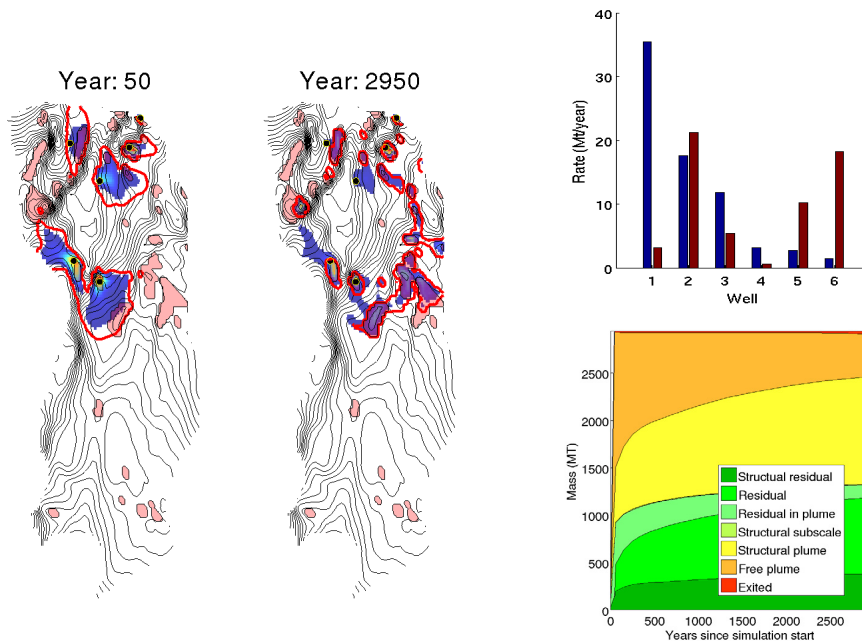 Year: 50
Year: 2950
40
30
20
10
0
Rate (Mt/year)
1 2 3 4 5 6
Well
2500
2000
1500
1000
500
0
Mass (MT)
Structual residual
Residual
Residual in plume
Structural subscale
Structural plume
Free plume
Exited
0 500 1000 1500 2000 2500
Years since simulation start